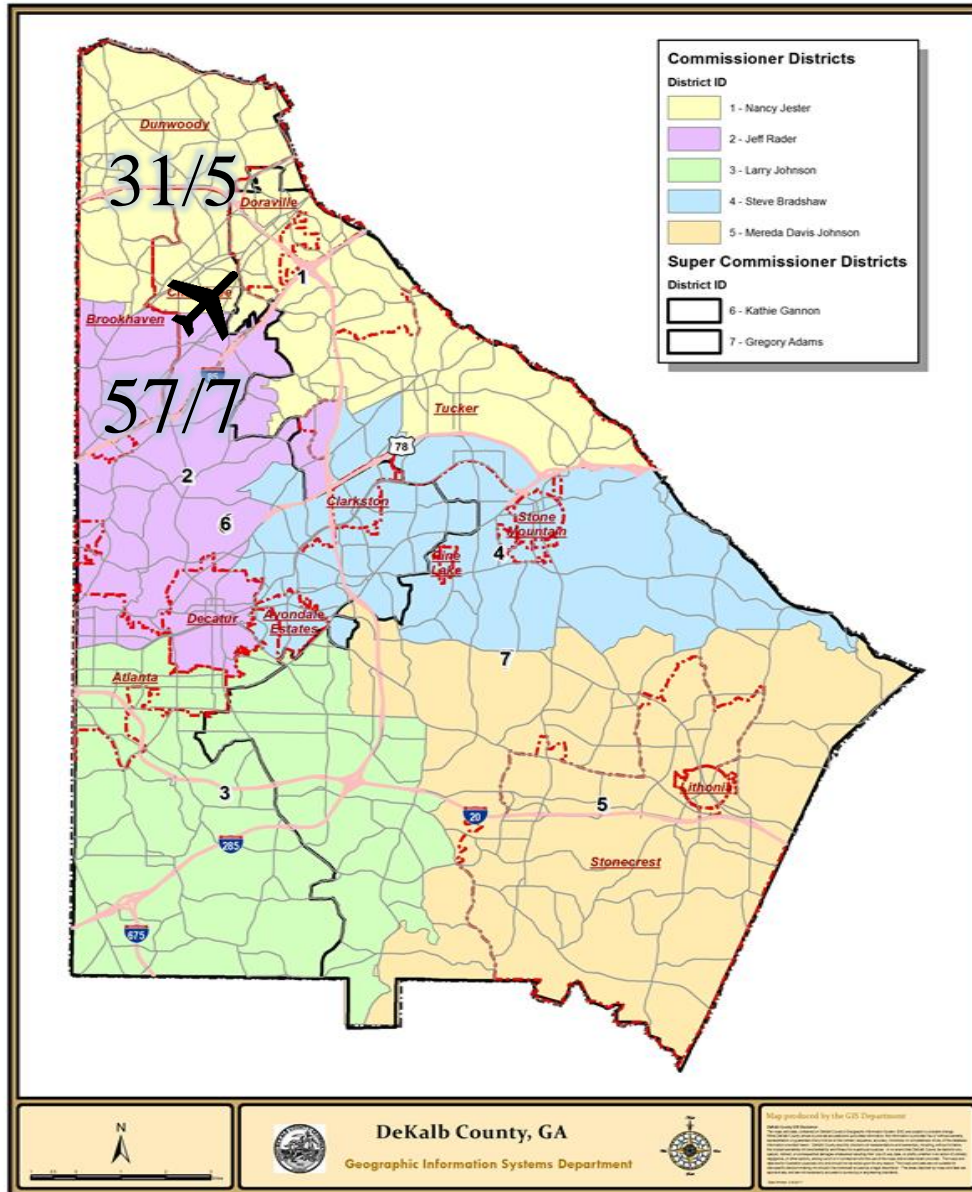 Commissioner Districts
District ID
1 - Nancy Jester
2 - Jeff Rader
3 - Larry Johnson
4 - Steve Bradshaw
5 - Mereda Davis Johnson
Super Commissioner Districts
District ID
6 - Kathie Gannon
7 - Gregory Adams
Dunwoody
31/5
Doraville
1
Brookhaven
85
57/7
Tucker
78
2
Clarkston
6
Stone
Mountain
4
Lake
Decatur
Avondale
Estates
7
Atlanta
3
5
20
285
Stonecrest
675
N
DeKalb County, GA
Geographic Information Systems Department
Map produced by the GIS Department